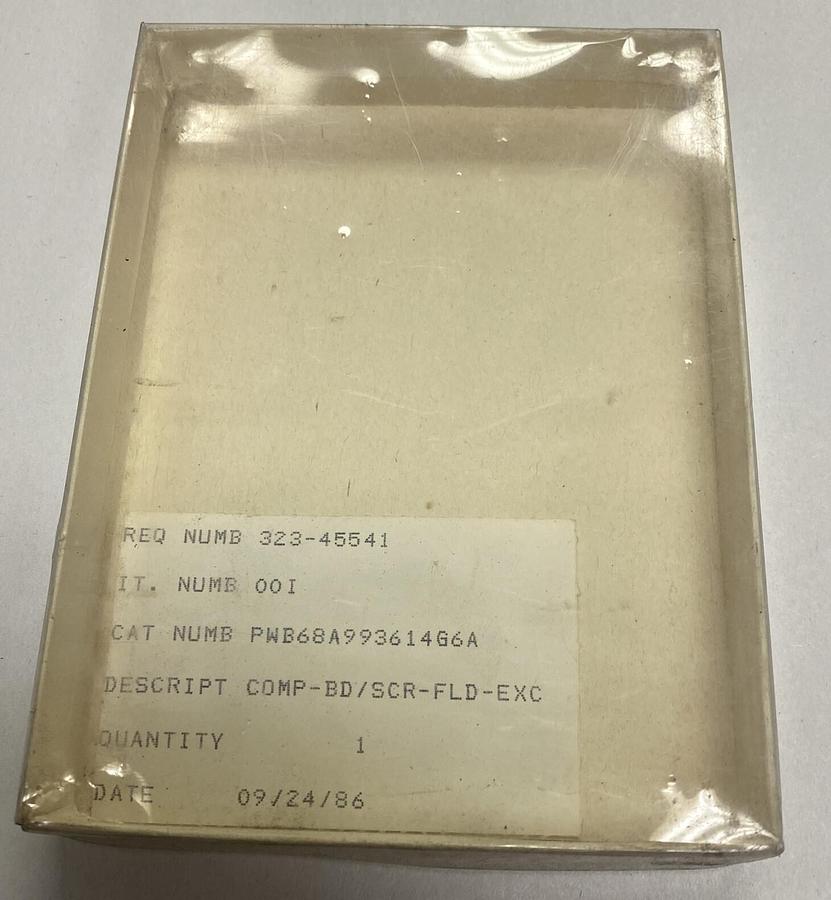 REQ NUMB 323-45541
IT. NUMB 00I
CAT NUMB PWB68A993614G6A
DESCRIPT COMP-BD/SCR-FLD-EXC
QUANTITY 1
DATE 09/24/86